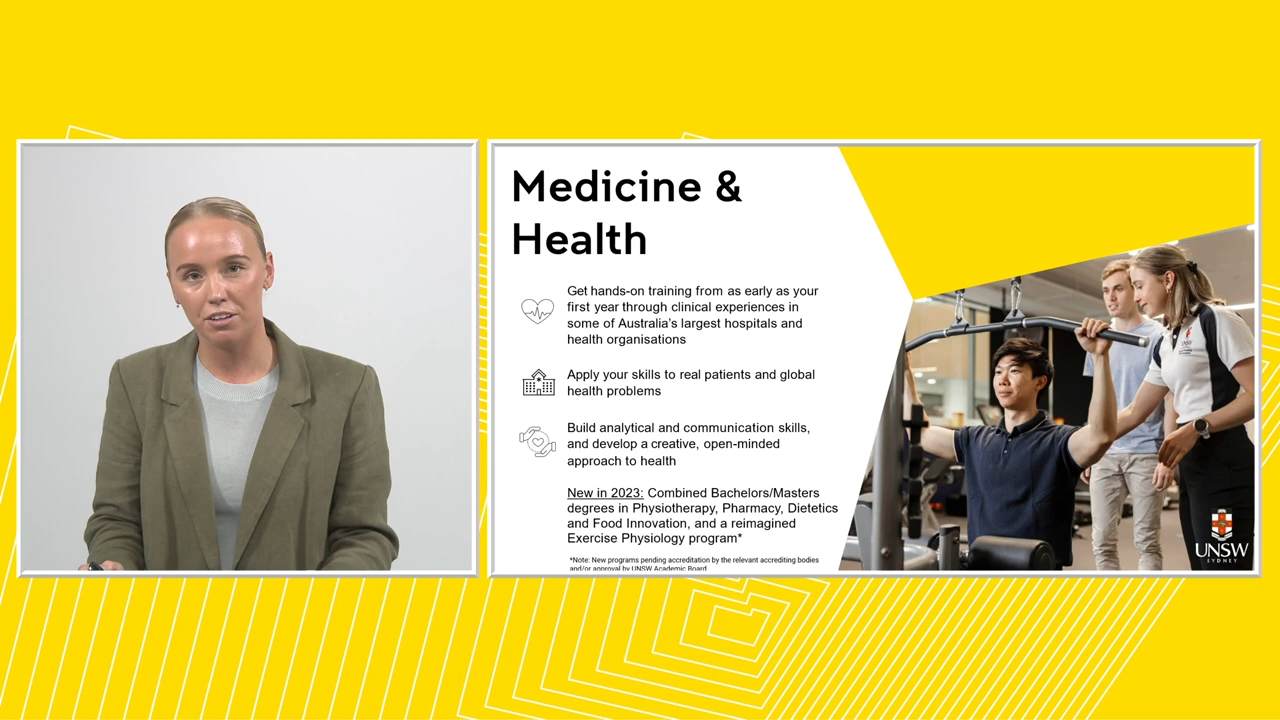 Medicine &
Health
Get hands-on training from as early as your
first year through clinical experiences in
some of Australia's largest hospitals and
health organisations
Apply your skills to real patients and global
health problems
Build analytical and communication skills,
and develop a creative, open-minded
approach to health
New in 2023: Combined Bachelors/Masters
degrees in Physiotherapy, Pharmacy, Dietetics
and Food Innovation, and a reimagined
Exercise Physiology program*
*Note: New programs pending accreditation by the relevant accrediting bodies
and/or approval by UNSW Academic Board
UNSW
UNSW
SYDNEY